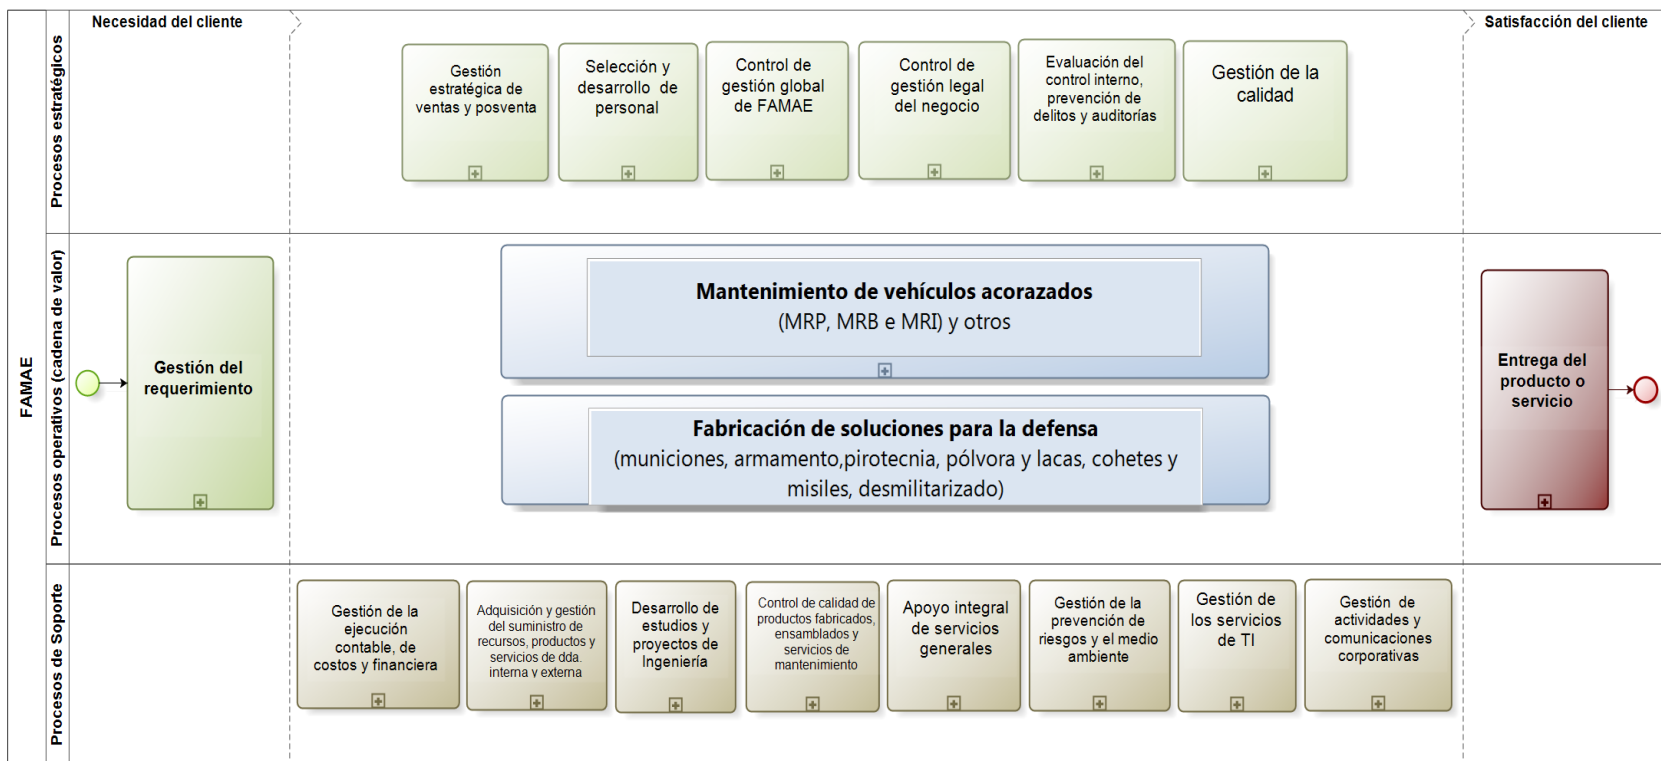 Necesidad del cliente
Satisfacción del cliente
FAMAE
Procesos estratégicos
Gestión
estratégica de
ventas y posventa
Selección y
desarrollo de
personal
Control de
gestión global
de FAMAE
Control de
gestión legal
del negocio
Evaluación del
control interno,
prevención de
delitos y auditorías
Gestión de la
calidad
Procesos operativos (cadena de valor)
Gestión del
requerimiento
Mantenimiento de vehículos acorazados
(MRP, MRB e MRI) y otros
Fabricación de soluciones para la defensa
(municiones, armamento,pirotecnia, pólvora y lacas, cohetes y
misiles, desmilitarizado)
Entrega del
producto o
servicio
Procesos de Soporte
Gestión de la
ejecución
contable, de
costos y financiera
Adquisición y gestión
del suministro de
recursos, productos y
servicios de dda.
interna y externa
Desarrollo de
estudios y
proyectos de
Ingeniería
Control de calidad de
productos fabricados,
ensamblados y
servicios de
mantenimiento
Apoyo integral
de servicios
generales
Gestión de la
prevención de
riesgos y el medio
ambiente
Gestión de
los servicios
de TI
Gestión de
actividades y
comunicaciones
corporativas